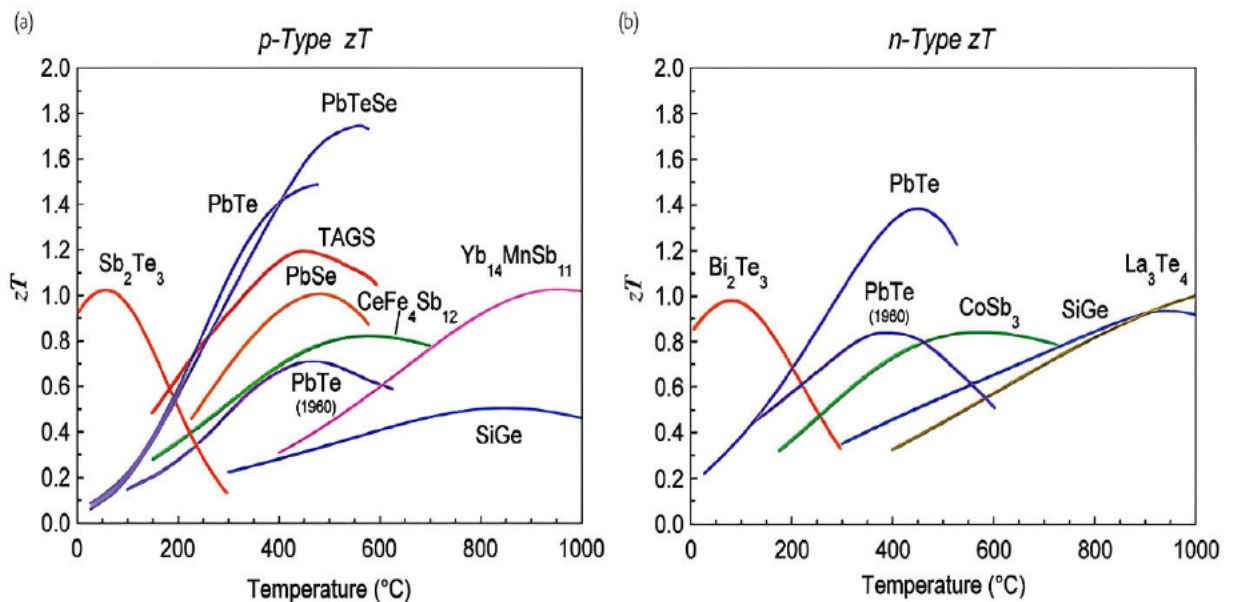 (a)
p-Type zT
zT
2.0
1.8
1.6
1.4
1.2
1.0
0.8
0.6
0.4
0.2
0.0
PbTeSe
PbTe
TAGS
Sb2Te3
PbSe
Yb14MnSb11
CeFe4Sb12
PbTe
(1960)
SiGe
0 200 400 600 800 1000
Temperature (°C)
(b)
n-Type zT
zT
2.0
1.8
1.6
1.4
1.2
1.0
0.8
0.6
0.4
0.2
0.0
PbTe
Bi2Te3
La3Te4
PbTe
(1960)
CoSb3
SiGe
0 200 400 600 800 1000
Temperature (°C)